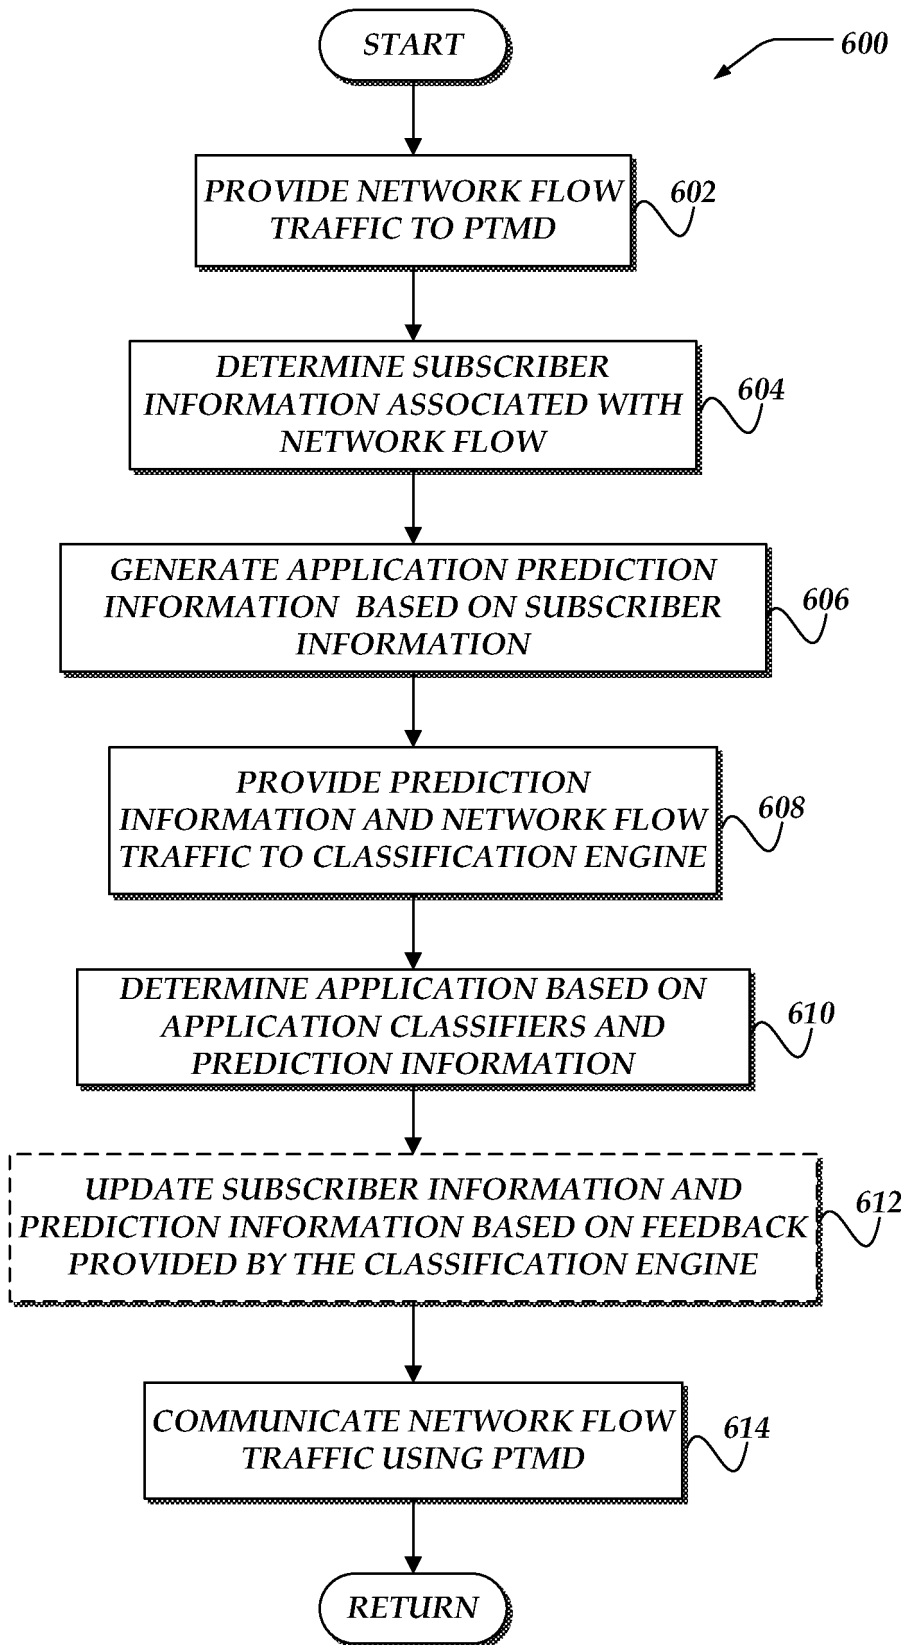 START
600
PROVIDE NETWORK FLOW
TRAFFIC TO PTMD
602
DETERMINE SUBSCRIBER
INFORMATION ASSOCIATED WITH
NETWORK FLOW
604
GENERATE APPLICATION PREDICTION
INFORMATION BASED ON SUBSCRIBER
INFORMATION
606
PROVIDE PREDICTION
INFORMATION AND NETWORK FLOW
TRAFFIC TO CLASSIFICATION ENGINE
608
DETERMINE APPLICATION BASED ON
APPLICATION CLASSIFIERS AND
PREDICTION INFORMATION
610
UPDATE SUBSCRIBER INFORMATION AND
PREDICTION INFORMATION BASED ON FEEDBACK
PROVIDED BY THE CLASSIFICATION ENGINE
612
COMMUNICATE NETWORK FLOW
TRAFFIC USING PTMD
614
RETURN